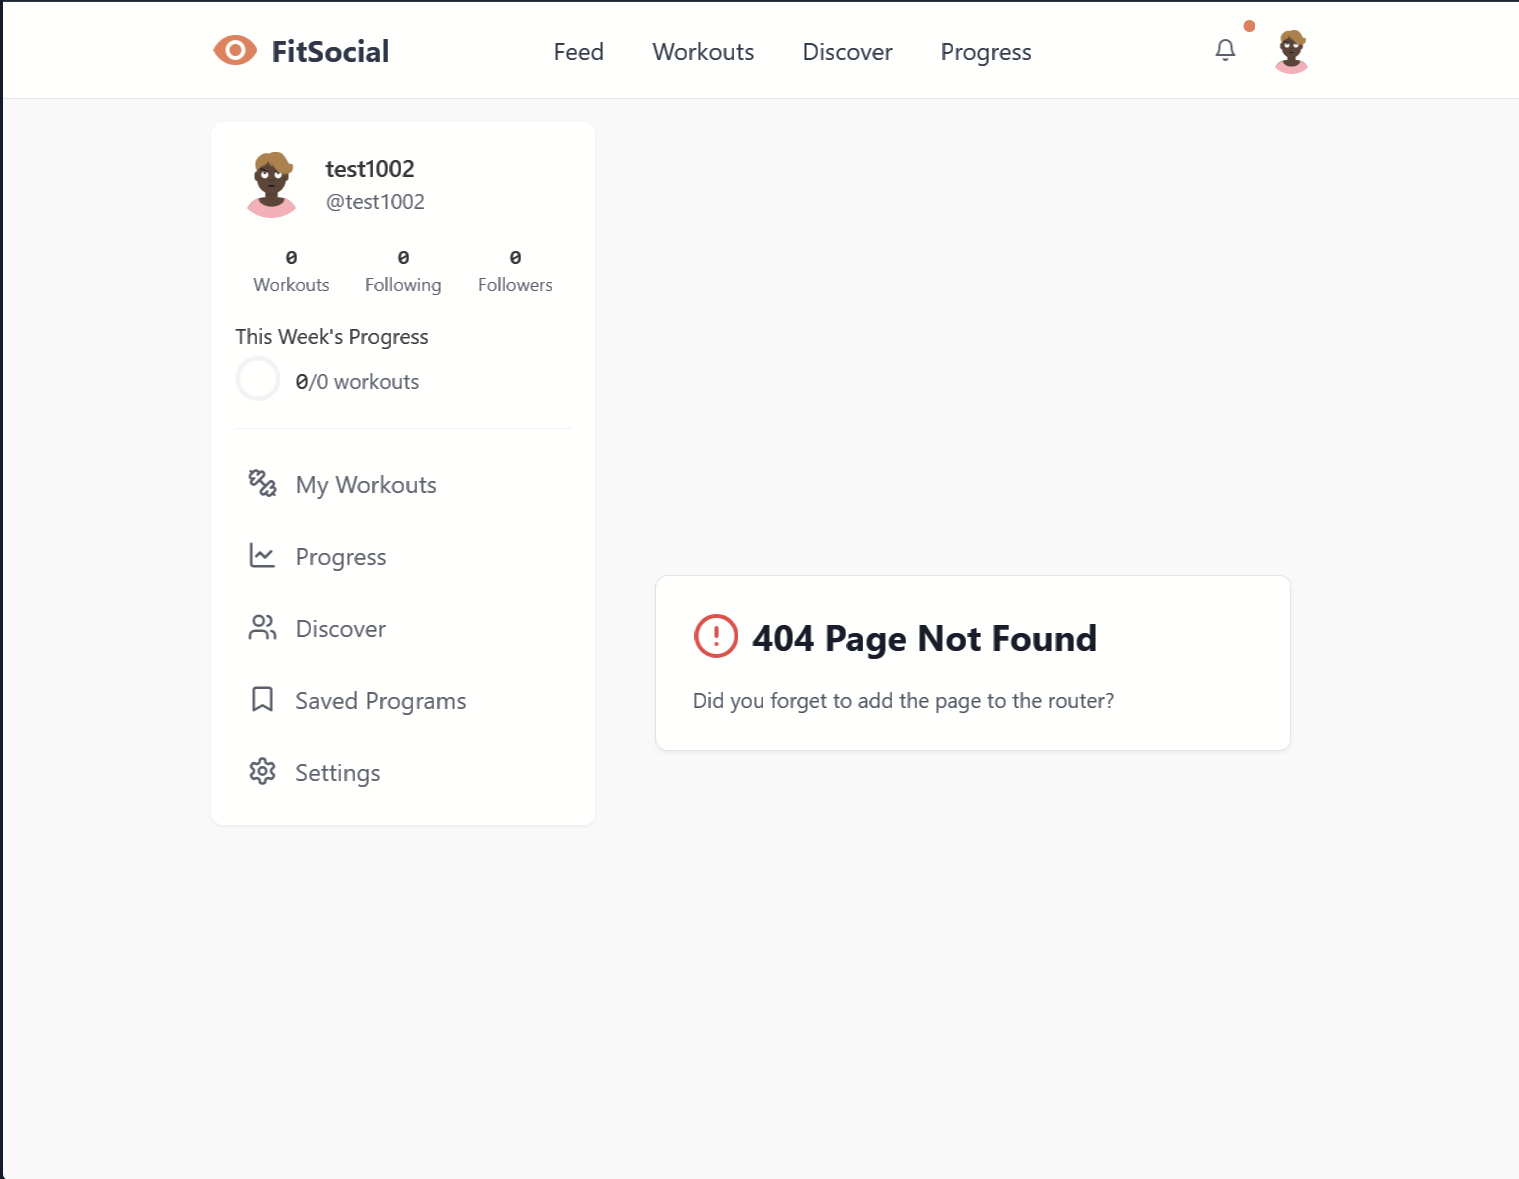 FitSocial
Feed
Workouts
Discover
Progress
test1002
@test1002
0
Workouts
0
Following
0
Followers
This Week's Progress
0/0 workouts
My Workouts
Progress
Discover
Saved Programs
Settings
404 Page Not Found
Did you forget to add the page to the router?